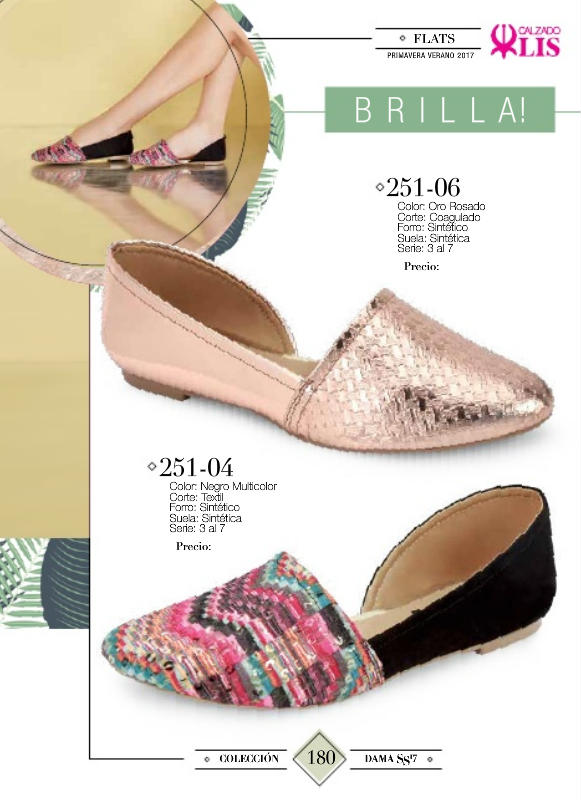 FLATS
PRIMAVERA VERANO 2017
CALZADO
LIS
BRILLA!
251-06
Color: Oro Rosado
Corte: Coagulado
Forro: Sintético
Suela: Sintética
Serie: 3 al 7
Precio:
251-04
Color: Negro Multicolor
Corte: Textil
Forro: Sintético
Suela: Sintética
Serie: 3 al 7
Precio:
COLECCIÓN 180 DAMA SS'7